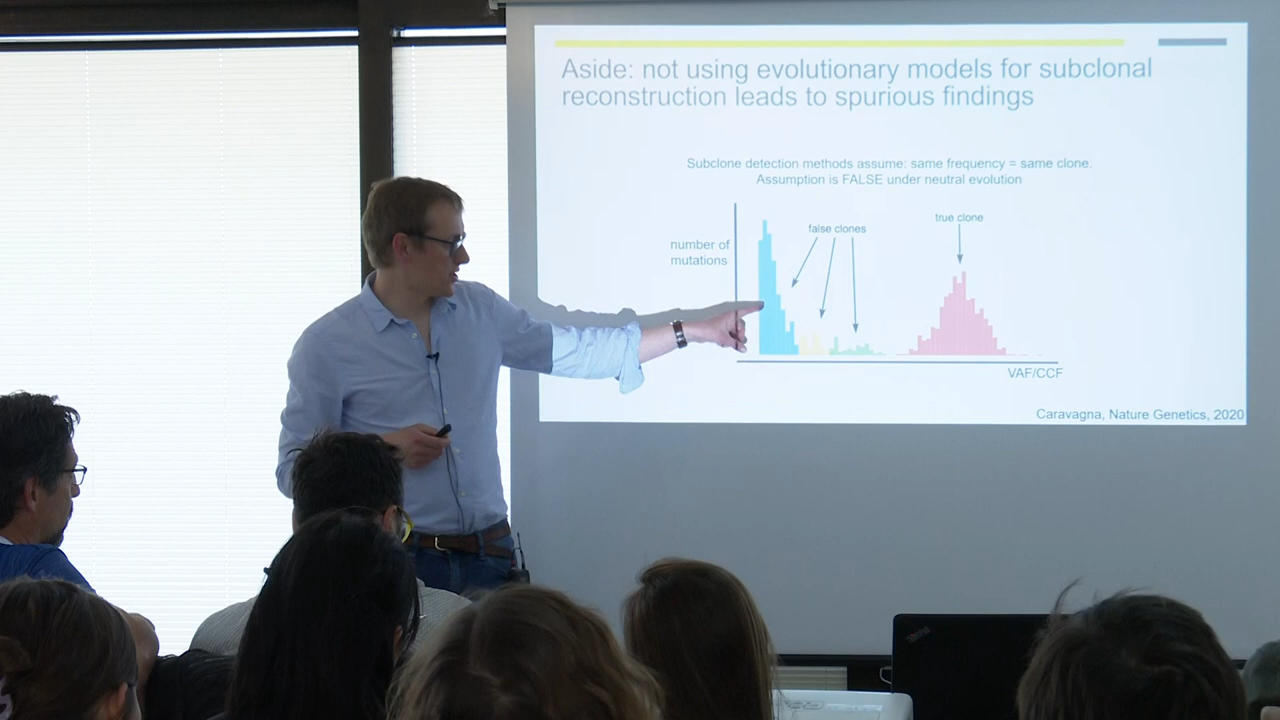 Aside: not using evolutionary models for subclonal
reconstruction leads to spurious findings
Subclone detection methods assume: same frequency = same clone.
Assumption is FALSE under neutral evolution
true clone
false clones
number of
mutations
VAF/CCF
Caravagna, Nature Genetics, 2020